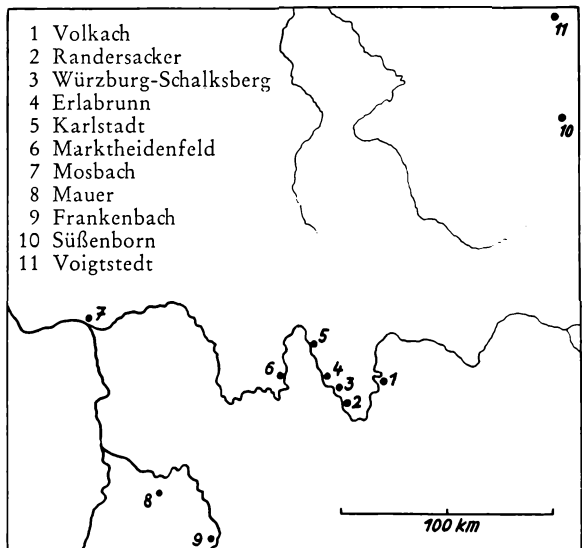 1 Volkach
2 Randersacker
3 Würzburg-Schalksberg
4 Erlabrunn
5 Karlstadt
6 Marktheidenfeld
7 Mosbach
8 Mauer
9 Frankenbach
10 Süßenborn
11 Voigtstedt
11
10
7
5
6
4
3
1
2
8
9
100 km